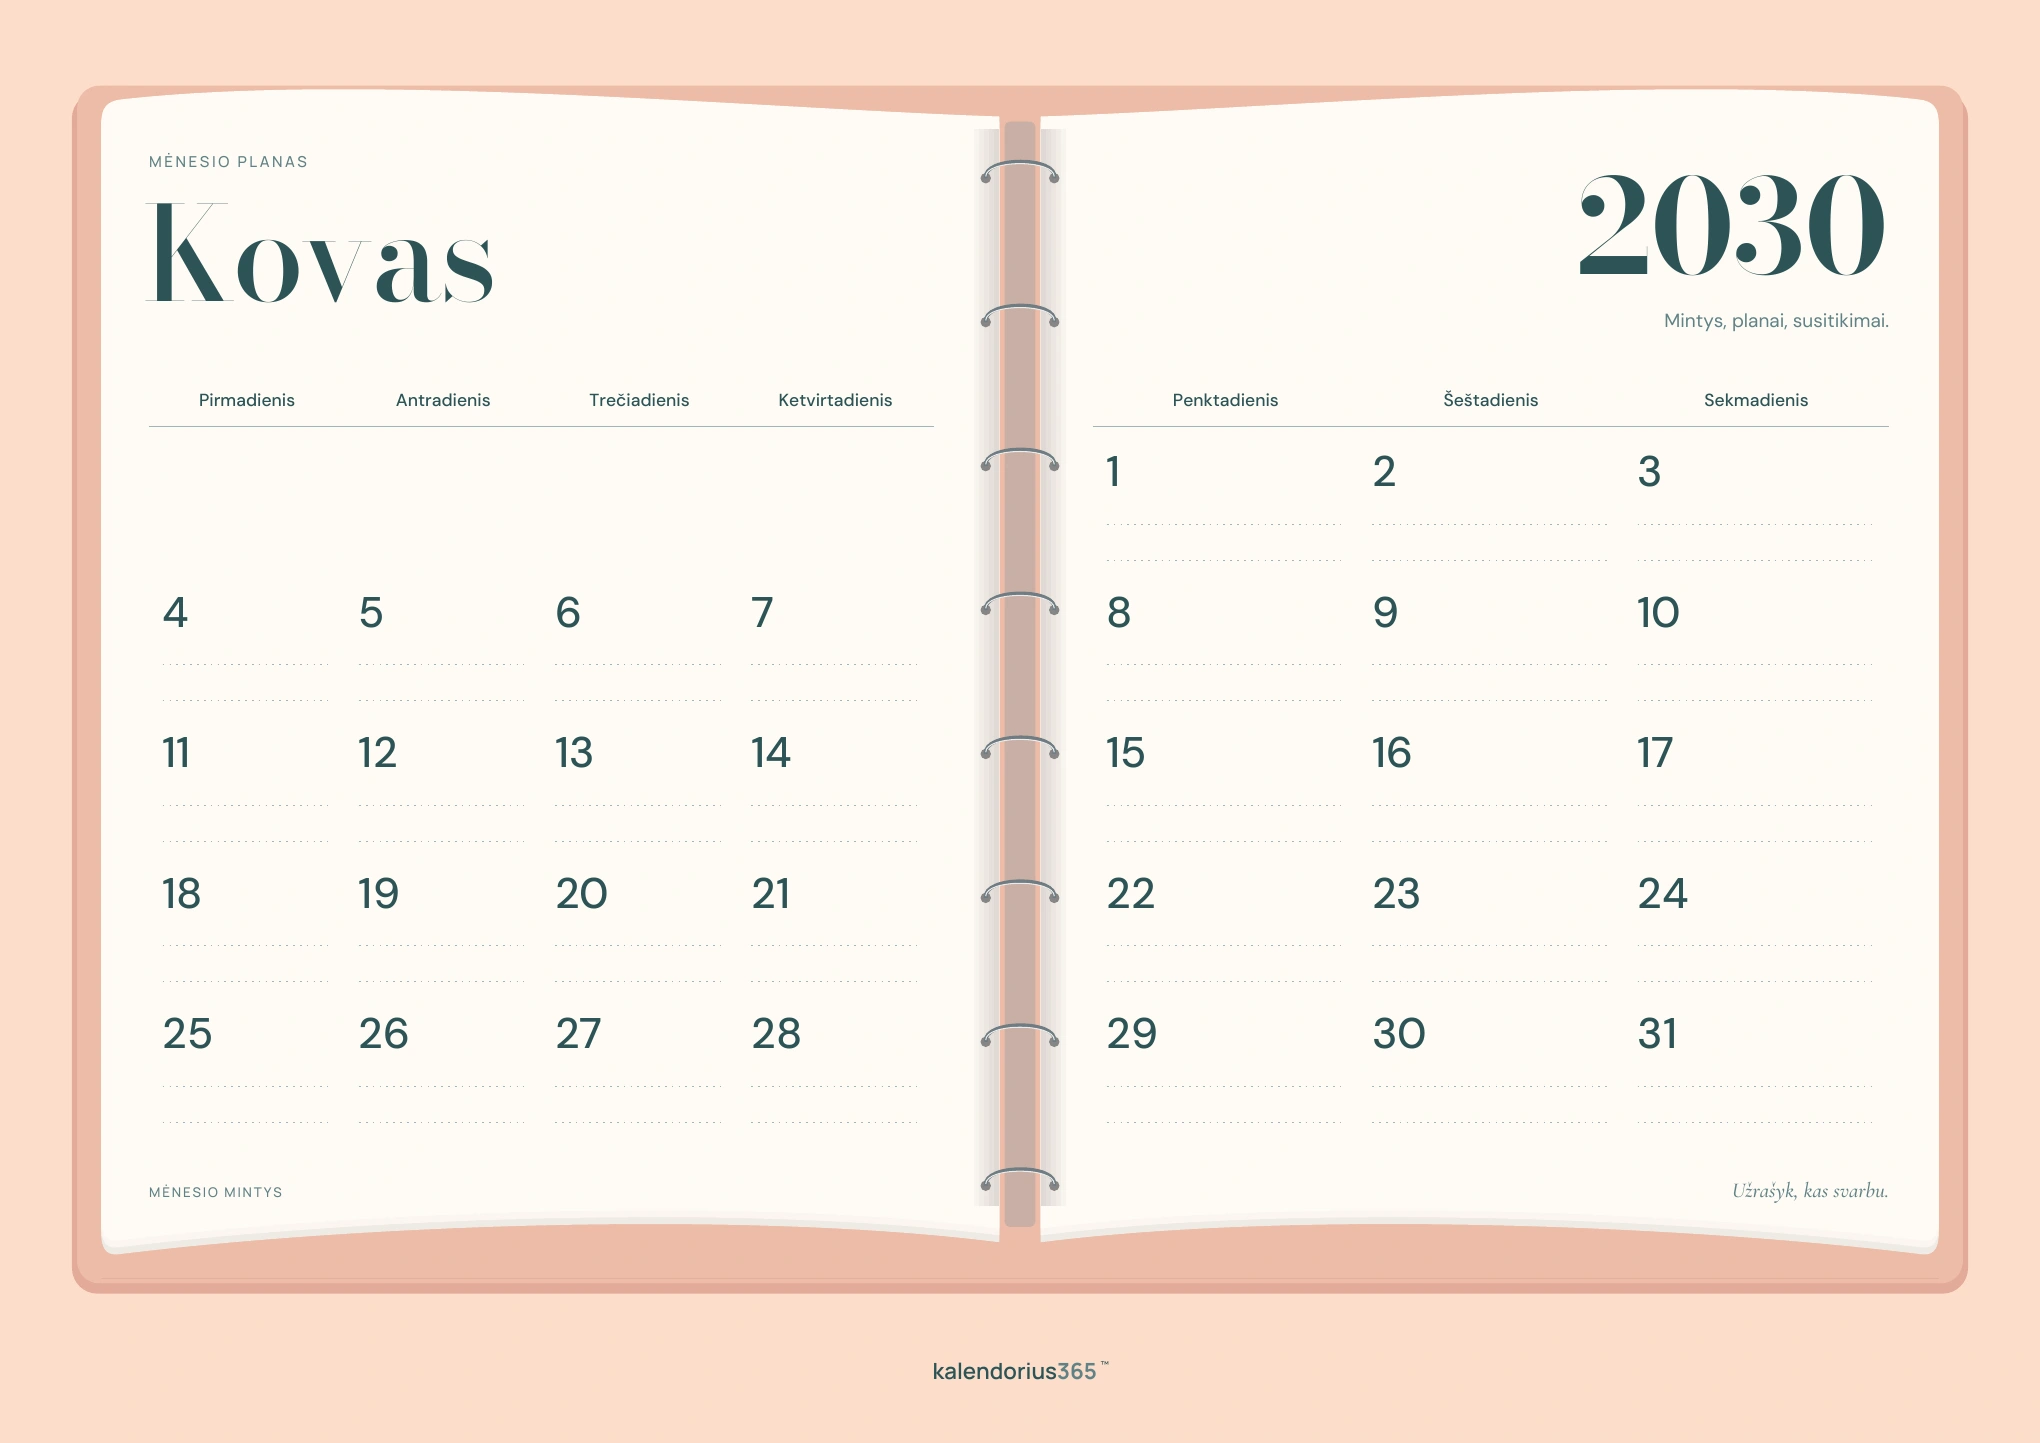 MĖNESIO PLANAS
Kovas
2030
Mintys, planai, susitikimai.
Pirmadienis Antradienis Trečiadienis Ketvirtadienis Penktadienis Šeštadienis Sekmadienis
1 2 3
4 5 6 7 8 9 10
11 12 13 14 15 16 17
18 19 20 21 22 23 24
25 26 27 28 29 30 31
MĖNESIO MINTYS
Užrašyk, kas svarbu.
kalendorius365™